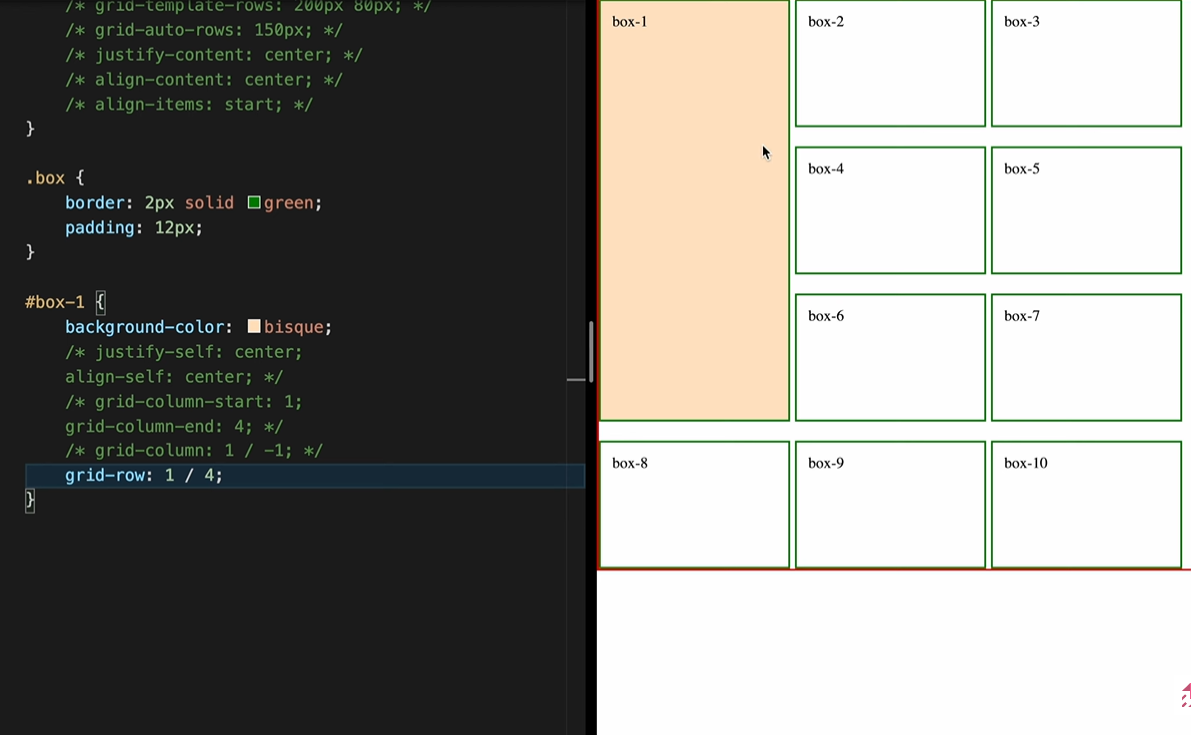 /* grid-template-rows: 200px 80px; */
/* grid-auto-rows: 150px; */
/* justify-content: center; */
/* align-content: center; */
/* align-items: start; */
}
.box {
border: 2px solid green;
padding: 12px;
}
#box-1 {
background-color: bisque;
/* justify-self: center;
align-self: center; */
/* grid-column-start: 1;
grid-column-end: 4; */
/* grid-column: 1 / -1; */
grid-row: 1 / 4;
}
box-1
box-2
box-3
box-4
box-5
box-6
box-7
box-8
box-9
box-10